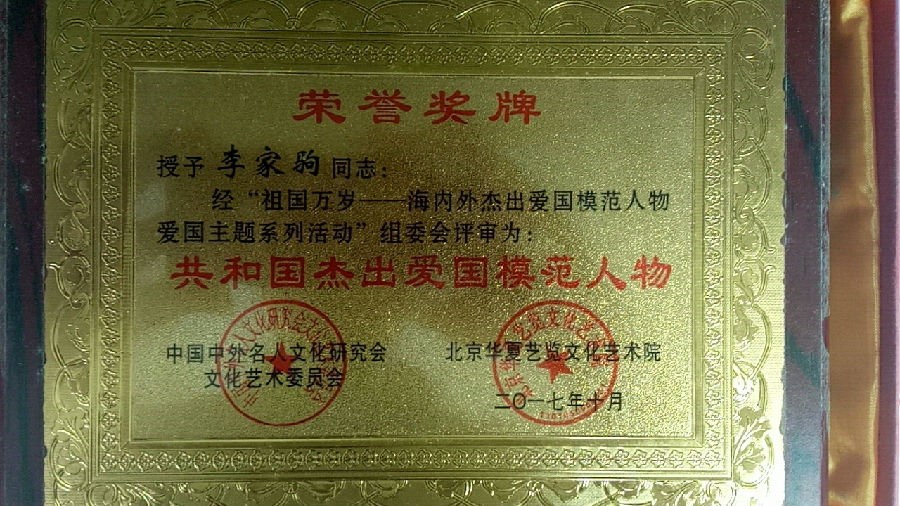 荣誉奖牌
授予 李家驹 同志：
经“祖国万岁——海内外杰出爱国模范人物
爱国主题系列活动”组委会评审为：
共和国杰出爱国模范人物
中国中外名人文化研究会
文化艺术委员会
北京华夏艺览文化艺术院
二〇一七年十月